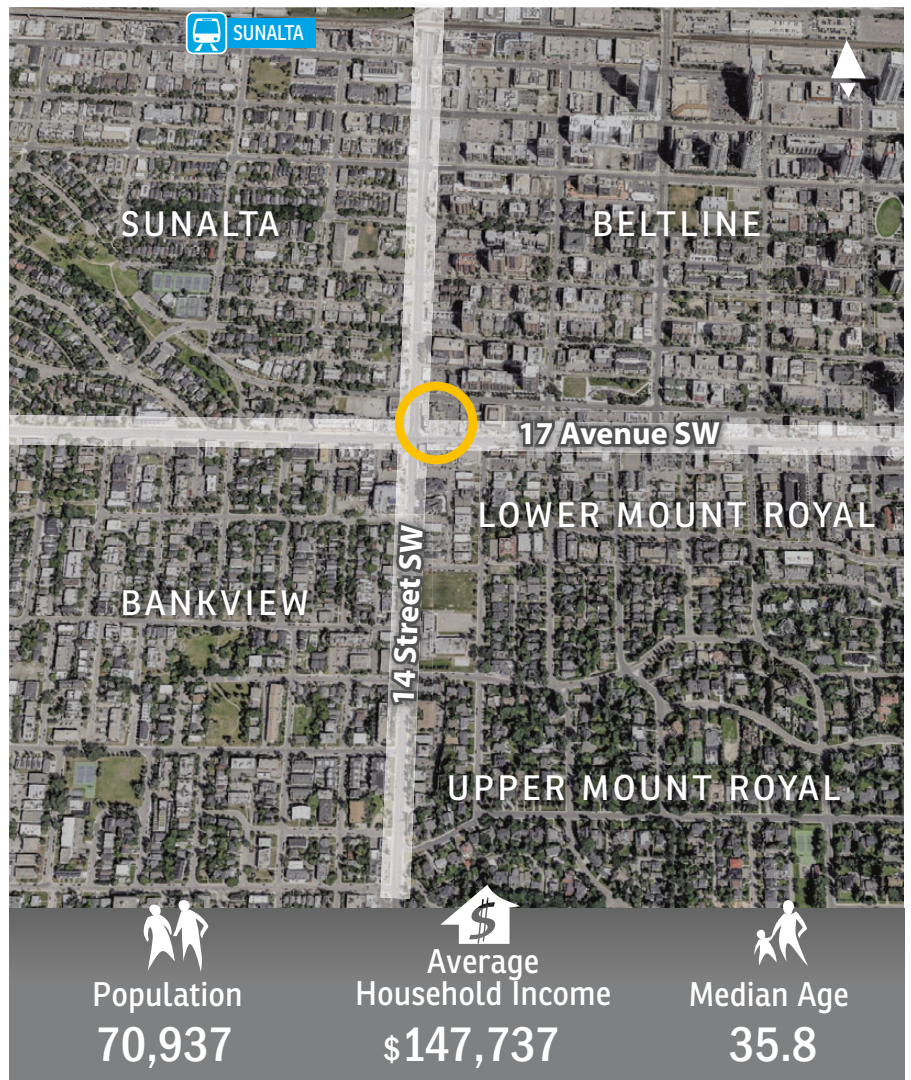 SUNALTA
SUNALTA
BELTLINE
17 Avenue SW
LOWER MOUNT ROYAL
14 Street SW
BANKVIEW
UPPER MOUNT ROYAL
$
Average
Household Income
$147,737
Population
70,937
Median Age
35.8